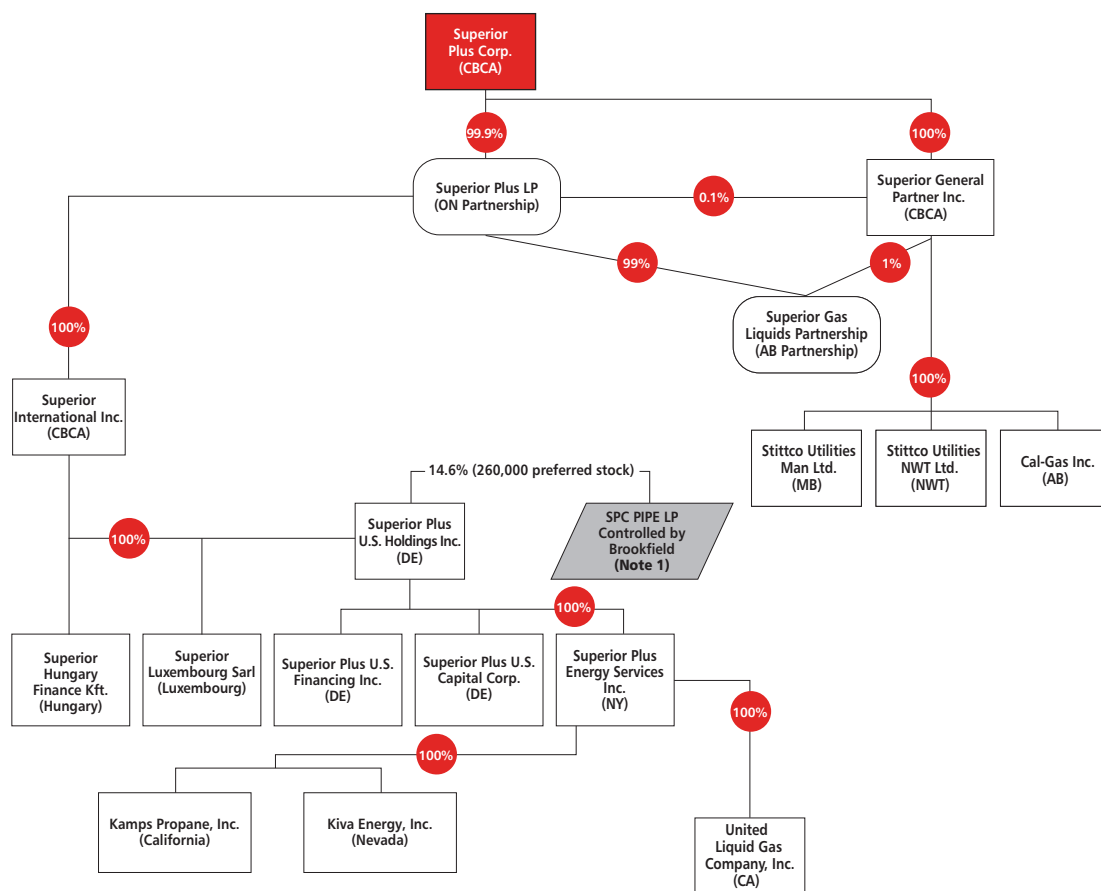 Superior
Plus Corp.
(CBCA)
99.9%
100%
Superior Plus LP
(ON Partnership)
0.1%
Superior General
Partner Inc.
(CBCA)
99%
1%
100%
Superior Gas
Liquids Partnership
(AB Partnership)
100%
Superior
International Inc.
(CBCA)
Stittco Utilities
Man Ltd.
(MB)
Stittco Utilities
NWT Ltd.
(NWT)
Cal-Gas Inc.
(AB)
14.6% (260,000 preferred stock)
Superior Plus
U.S. Holdings Inc.
(DE)
SPC PIPE LP
Controlled by
Brookfield
(Note 1)
100%
100%
Superior
Hungary
Finance Kft.
(Hungary)
Superior
Luxembourg Sarl
(Luxembourg)
Superior Plus U.S.
Financing Inc.
(DE)
Superior Plus U.S.
Capital Corp.
(DE)
Superior Plus
Energy Services
Inc.
(NY)
100%
100%
Kamps Propane, Inc.
(California)
Kiva Energy, Inc.
(Nevada)
United
Liquid Gas
Company, Inc.
(CA)